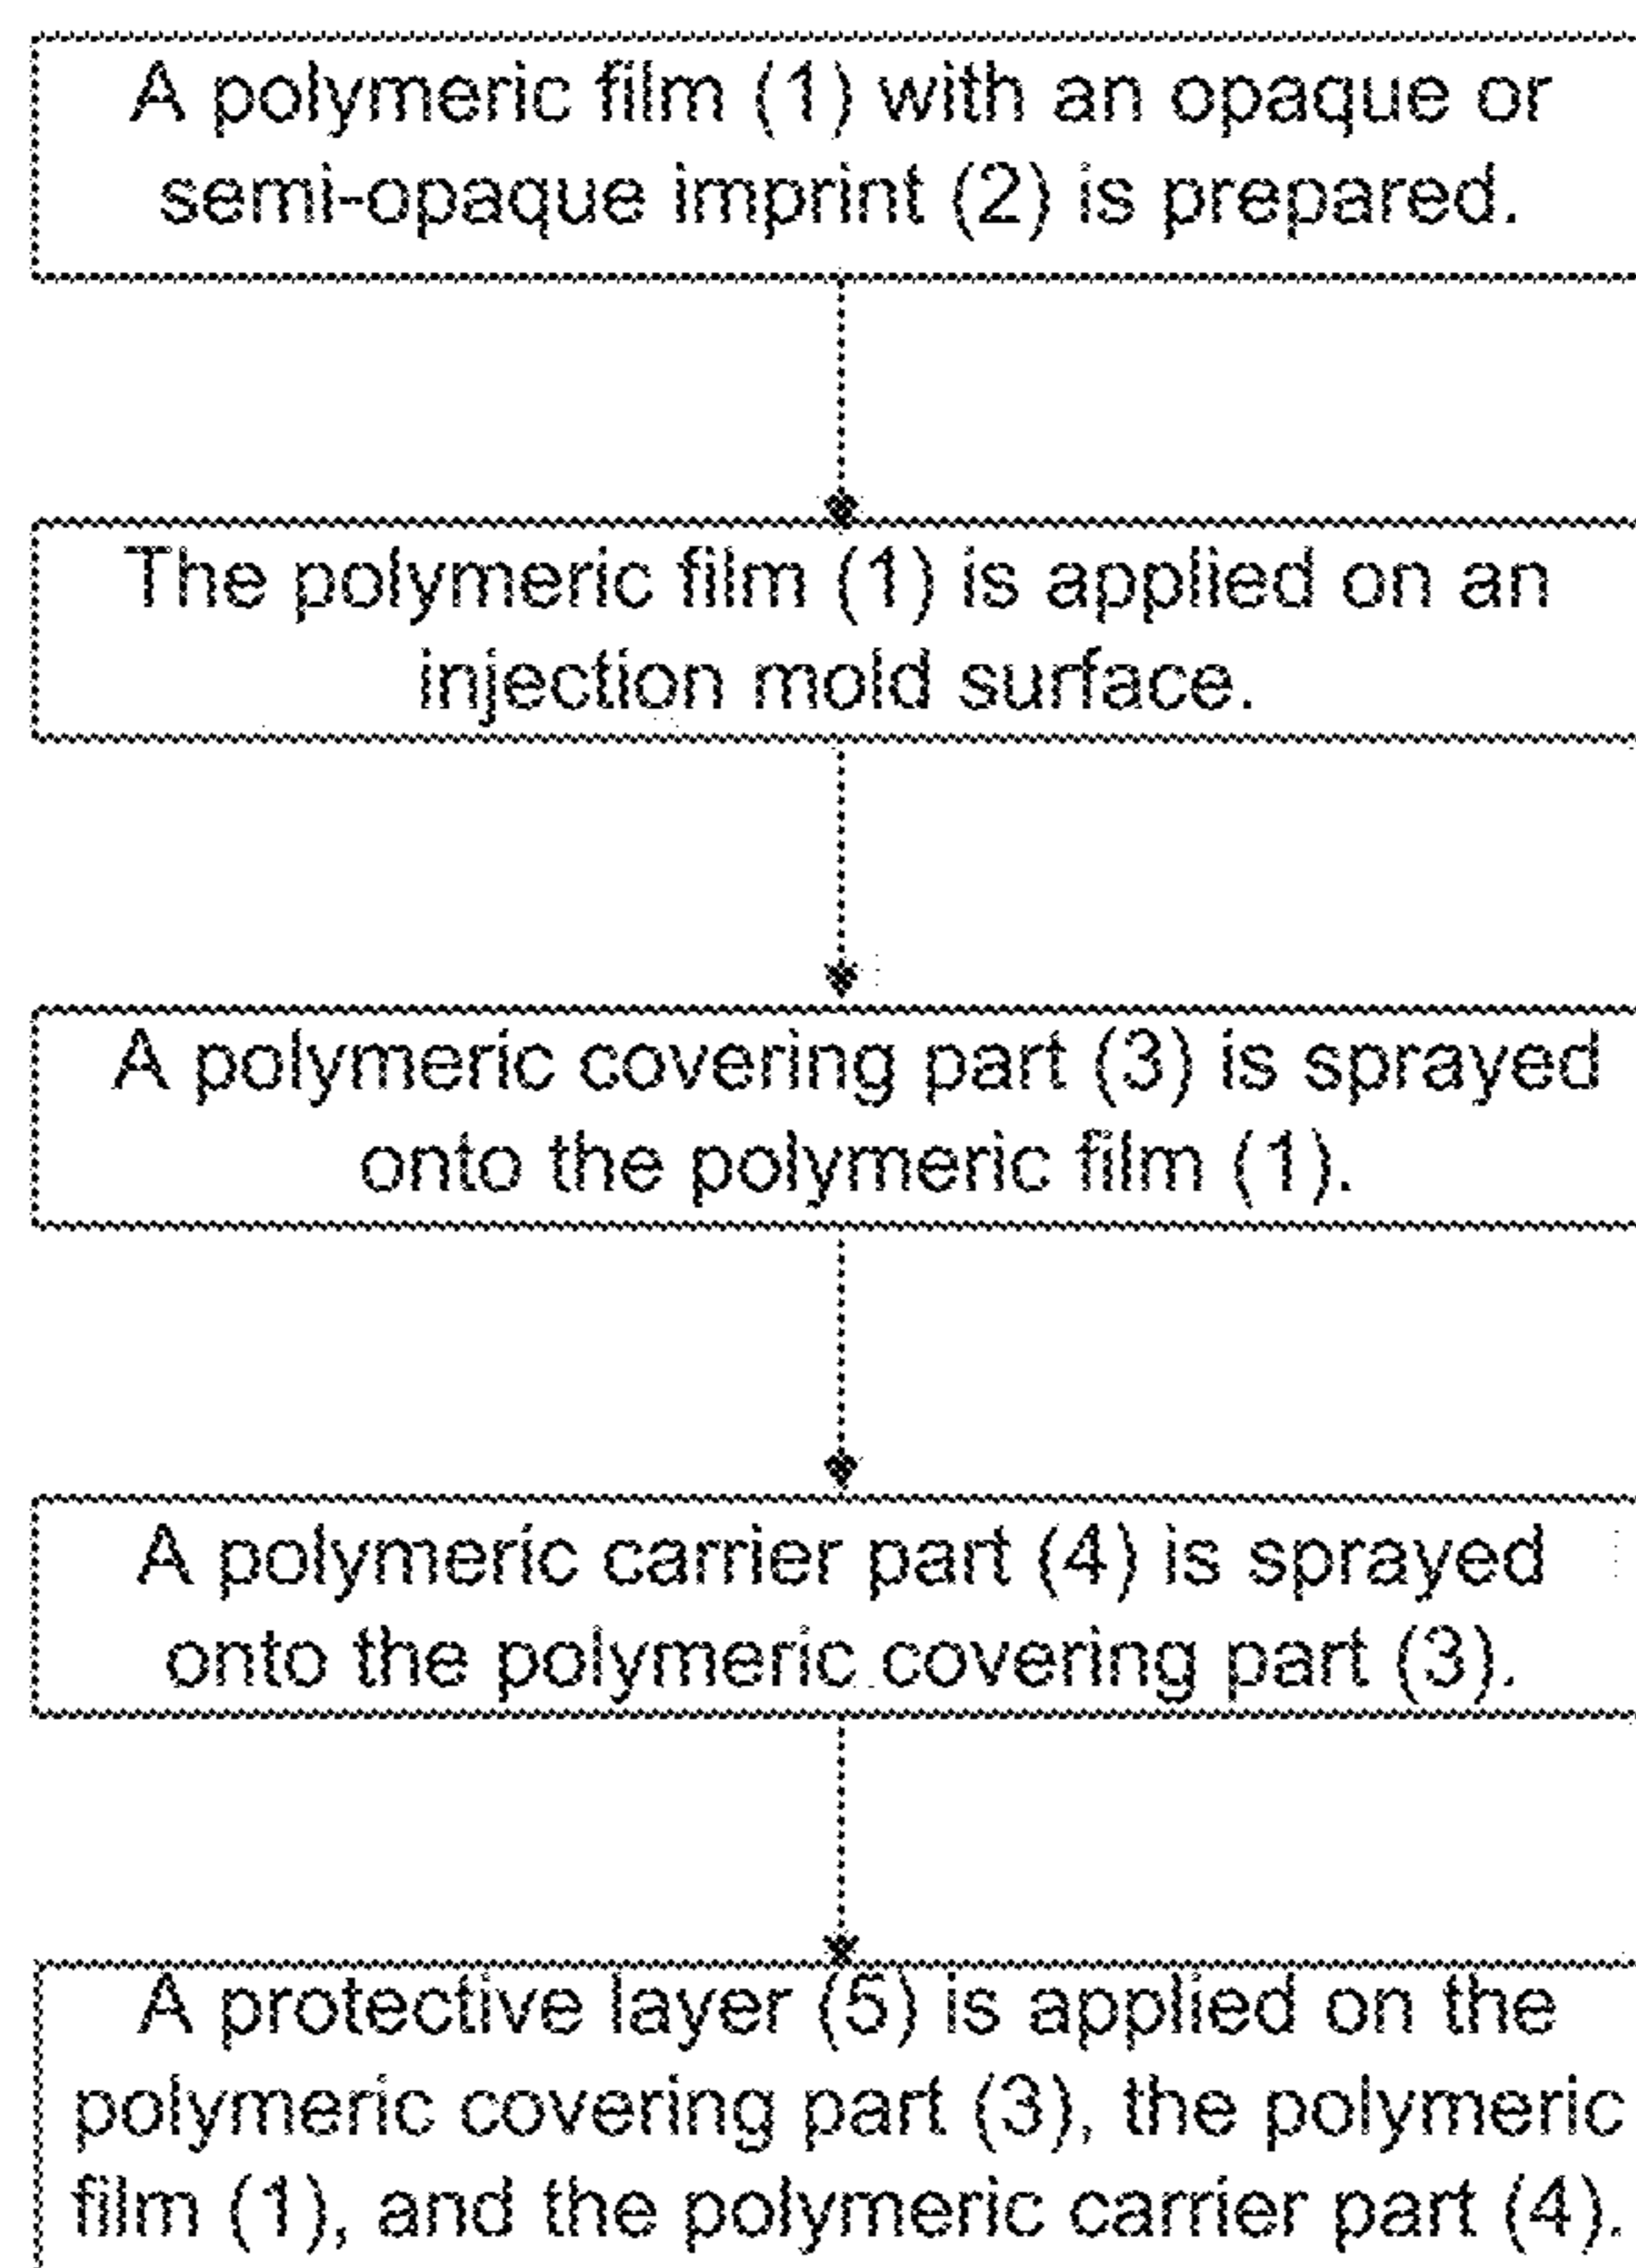 A polymeric film (1) with an opaque or
semi-opaque imprint (2) is prepared.
The polymeric film (1) is applied on an
injection mold surface.
A polymeric covering part (3) is sprayed
onto the polymeric film (1).
A polymeric carrier part (4) is sprayed
onto the polymeric covering part (3).
A protective layer (5) is applied on the
polymeric covering part (3), the polymeric
film (1), and the polymeric carrier part (4).